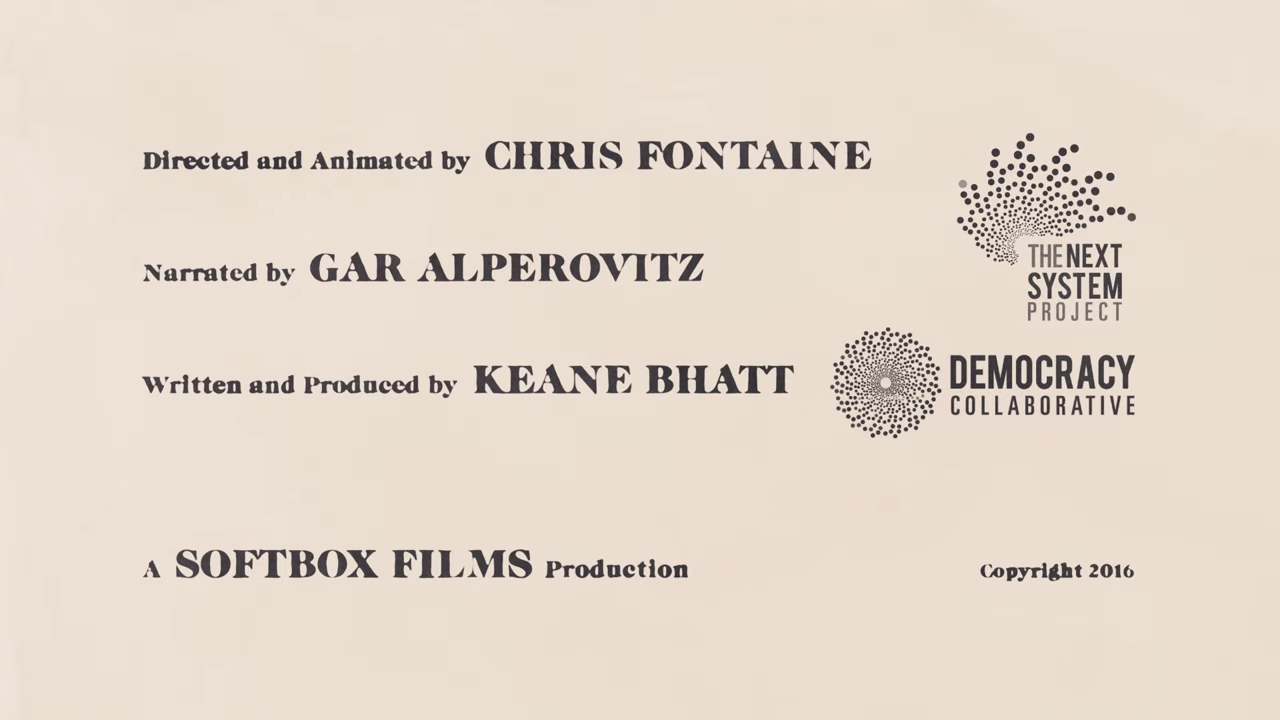 Directed and Animated by CHRIS FONTAINE
Narrated by GAR ALPEROVITZ
Written and Produced by KEANE BHATT
A SOFTBOX FILMS Production
THE NEXT
SYSTEM
PROJECT
DEMOCRACY
COLLABORATIVE
Copyright 2016